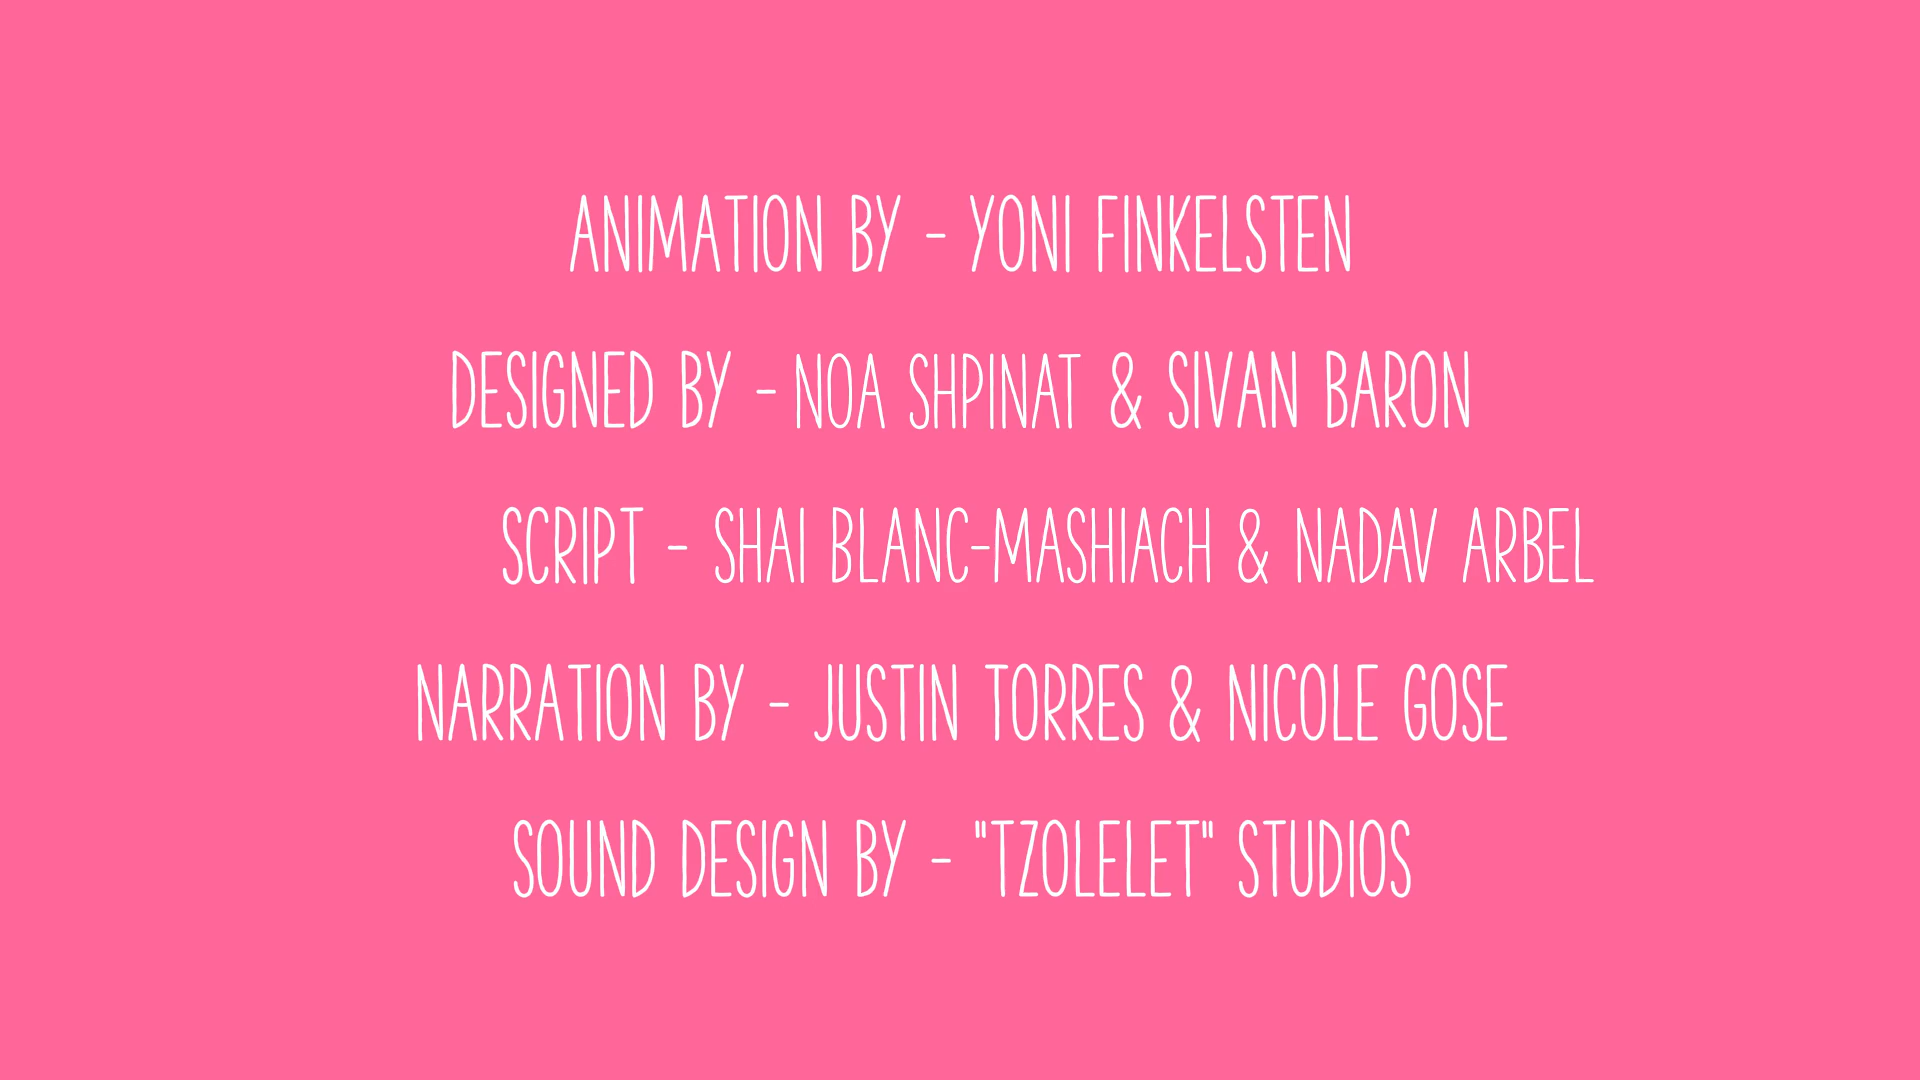 ANIMATION BY - YONI FINKELSTEN
DESIGNED BY - NOA SHPINAT & SIVAN BARON
SCRIPT - SHAI BLANC-MASHIACH & NADAV ARBEL
NARRATION BY - JUSTIN TORRES & NICOLE GOSE
SOUND DESIGN BY - "TZOLELET" STUDIOS